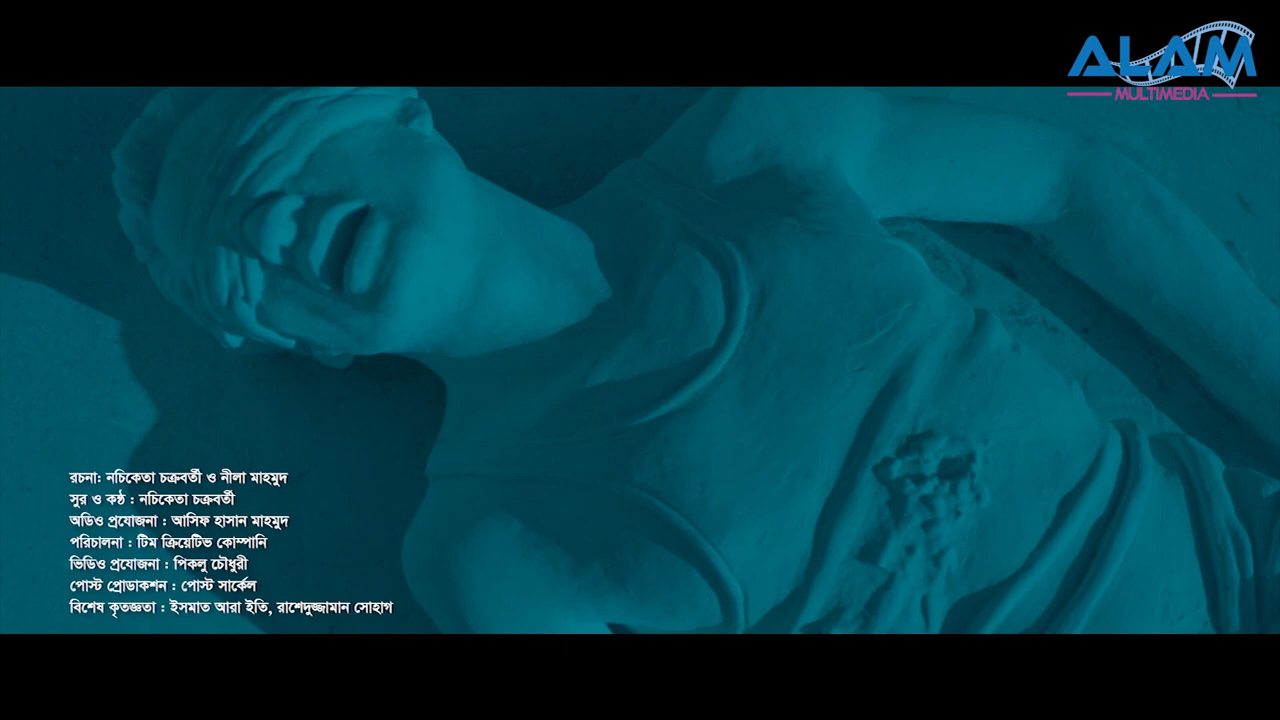 ALAM
MULTIMEDIA
রচনা: নচিকেতা চক্রবর্তী ও নীলা মাহমুদ
সুর ও কণ্ঠ : নচিকেতা চক্রবর্তী
অডিও প্রযোজনা : আসিফ হাসান মাহমুদ
পরিচালনা : টিম ক্রিয়েটিভ কোম্পানি
ভিডিও প্রযোজনা : পিকলু চৌধুরী
পোস্ট প্রোডাকশন : পোস্ট সার্কেল
বিশেষ কৃতজ্ঞতা : ইসমাত আরা ইতি, রাশেদুজ্জামান সোহাগ